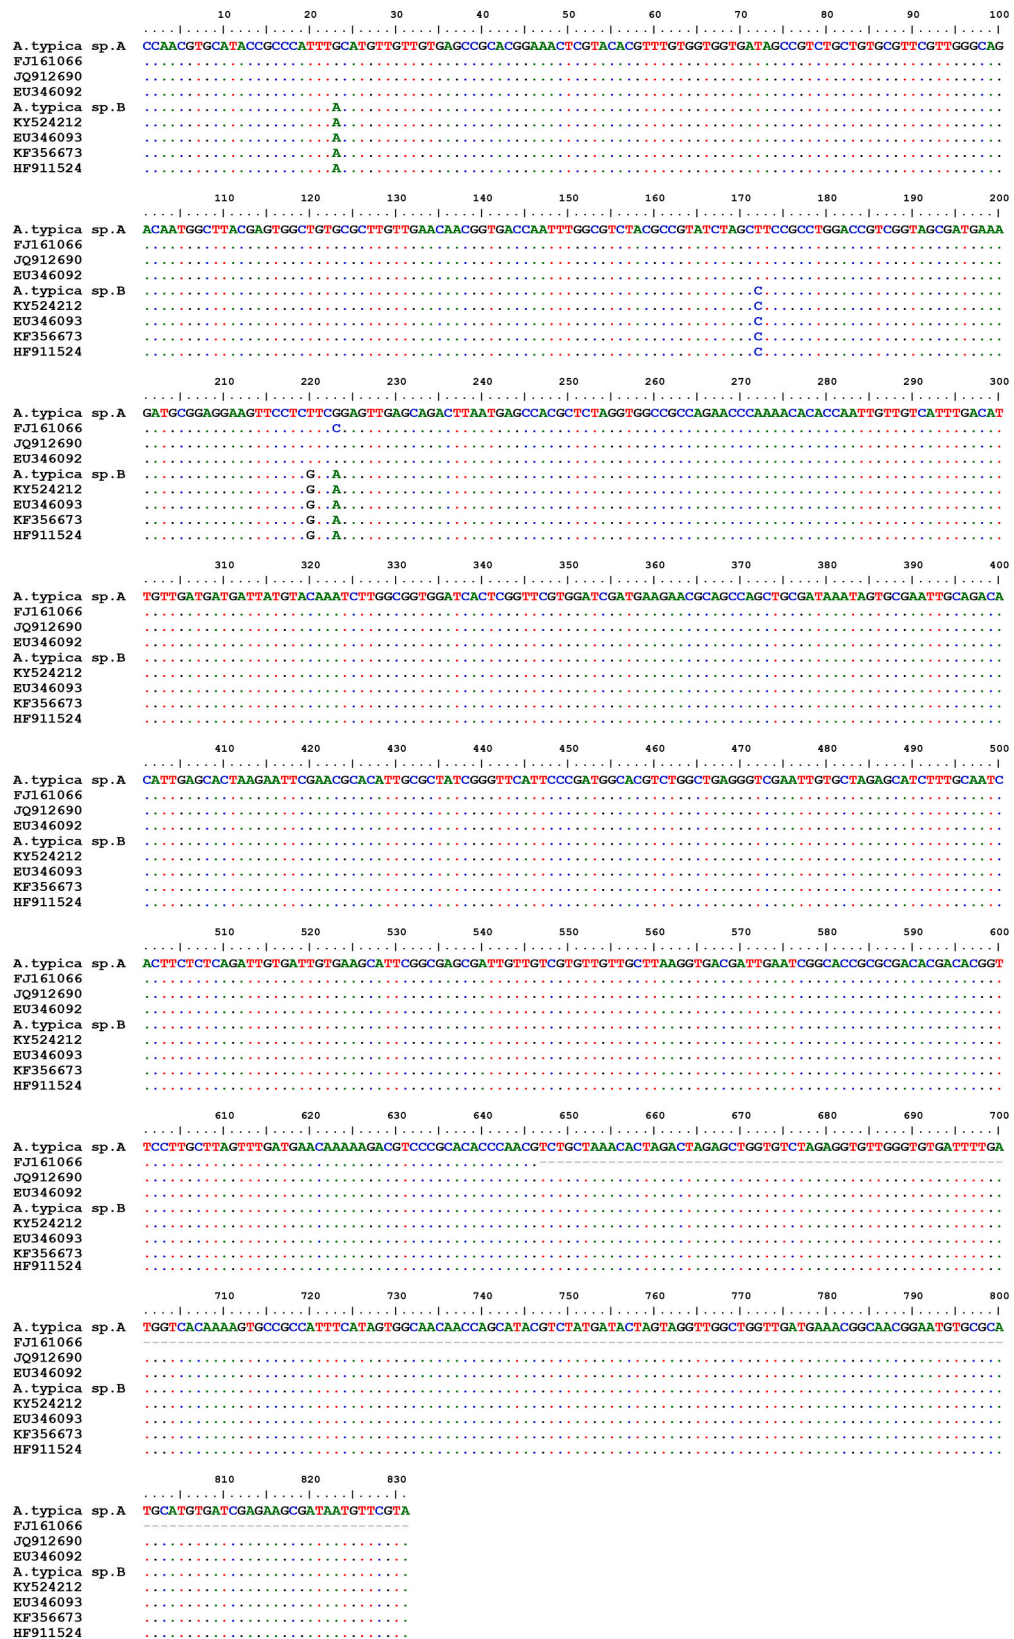 10 20 30 40 50 60 70 80 90 100
A.typica sp.A CCAACGTGCATACCGCCCATTTGCATGTTGTTGTGAGCCGCACGGAAACTCGTACACGTTTGTGGTGGTGATAGCCGTCTGCTGTGCGTTCGTTGGGCAG
FJ161066
JQ912690
EU346092
A.typica sp.B A
KY524212 A
EU346093 A
KF356673 A
HF911524 A
110 120 130 140 150 160 170 180 190 200
A.typica sp.A ACAATGGCTTACGAGTGGCTGTGCGCTTGTTGAACAACGGTGACCAATTTGGCGTCTACGCCGTATCTAGCTTCCGCCTGGACCGTCGGTAGCGATGAAA
FJ161066
JQ912690
EU346092
A.typica sp.B C
KY524212 C
EU346093 C
KF356673 C
HF911524 C
210 220 230 240 250 260 270 280 290 300
A.typica sp.A GATGCGGAGGAAGTTCCTCTTCGGAGTTGAGCAGACTTAATGAGCCACGCTCTAGGTGGCCGCCAGAACCCAAAACACACCAATTGTTGTCATTTGACAT
FJ161066 C
JQ912690
EU346092
A.typica sp.B G..A
KY524212 G..A
EU346093 G..A
KF356673 G..A
HF911524 G..A
310 320 330 340 350 360 370 380 390 400
A.typica sp.A TGTTGATGATGATTATGTACAAATCTTGGCGGTGGATCACTCGGTTCGTGGATCGATGAAGAACGCAGCCAGCTGCGATAAATAGTGCGAATTGCAGACA
FJ161066
JQ912690
EU346092
A.typica sp.B
KY524212
EU346093
KF356673
HF911524
410 420 430 440 450 460 470 480 490 500
A.typica sp.A CATTGAGCACTAAGAATTCGAACGCACATTGCGCTATCGGGTTCATTCCCGATGGCACGTCTGGCTGAGGGTCGAATTGTGCTAGAGCATCTTTGCAATC
FJ161066
JQ912690
EU346092
A.typica sp.B
KY524212
EU346093
KF356673
HF911524
510 520 530 540 550 560 570 580 590 600
A.typica sp.A ACTTCTCTCAGATTGTGATTGTGAAGCATTCGGCGAGCGATTGTTGTCGTGTTGTTGCTTAAGGTGACGATTGAATCGGCACCGCGCGACACGACACGGT
FJ161066
JQ912690
EU346092
A.typica sp.B
KY524212
EU346093
KF356673
HF911524
610 620 630 640 650 660 670 680 690 700
A.typica sp.A TCCTTGCTTAGTTTGATGAACAAAAAGACGTCCCGCACACCCAACGTCTGCTAAACACTAGACTAGAGCTGGTGTCTAGAGGTGTTGGGTGTGATTTTGA
FJ161066
JQ912690
EU346092
A.typica sp.B
KY524212
EU346093
KF356673
HF911524
710 720 730 740 750 760 770 780 790 800
A.typica sp.A TGGTCACAAAAGTGCCGCCATTTCATAGTGGCAACAACCAGCATACGTCTATGATACTAGTAGGTTGGCTGGTTGATGAAACGGCAACGGAATGTGCGCA
FJ161066
JQ912690
EU346092
A.typica sp.B
KY524212
EU346093
KF356673
HF911524
810 820 830
A.typica sp.A TGCATGTGATCGAGAAGCGATAATGTTCGTA
FJ161066
JQ912690
EU346092
A.typica sp.B
KY524212
EU346093
KF356673
HF911524